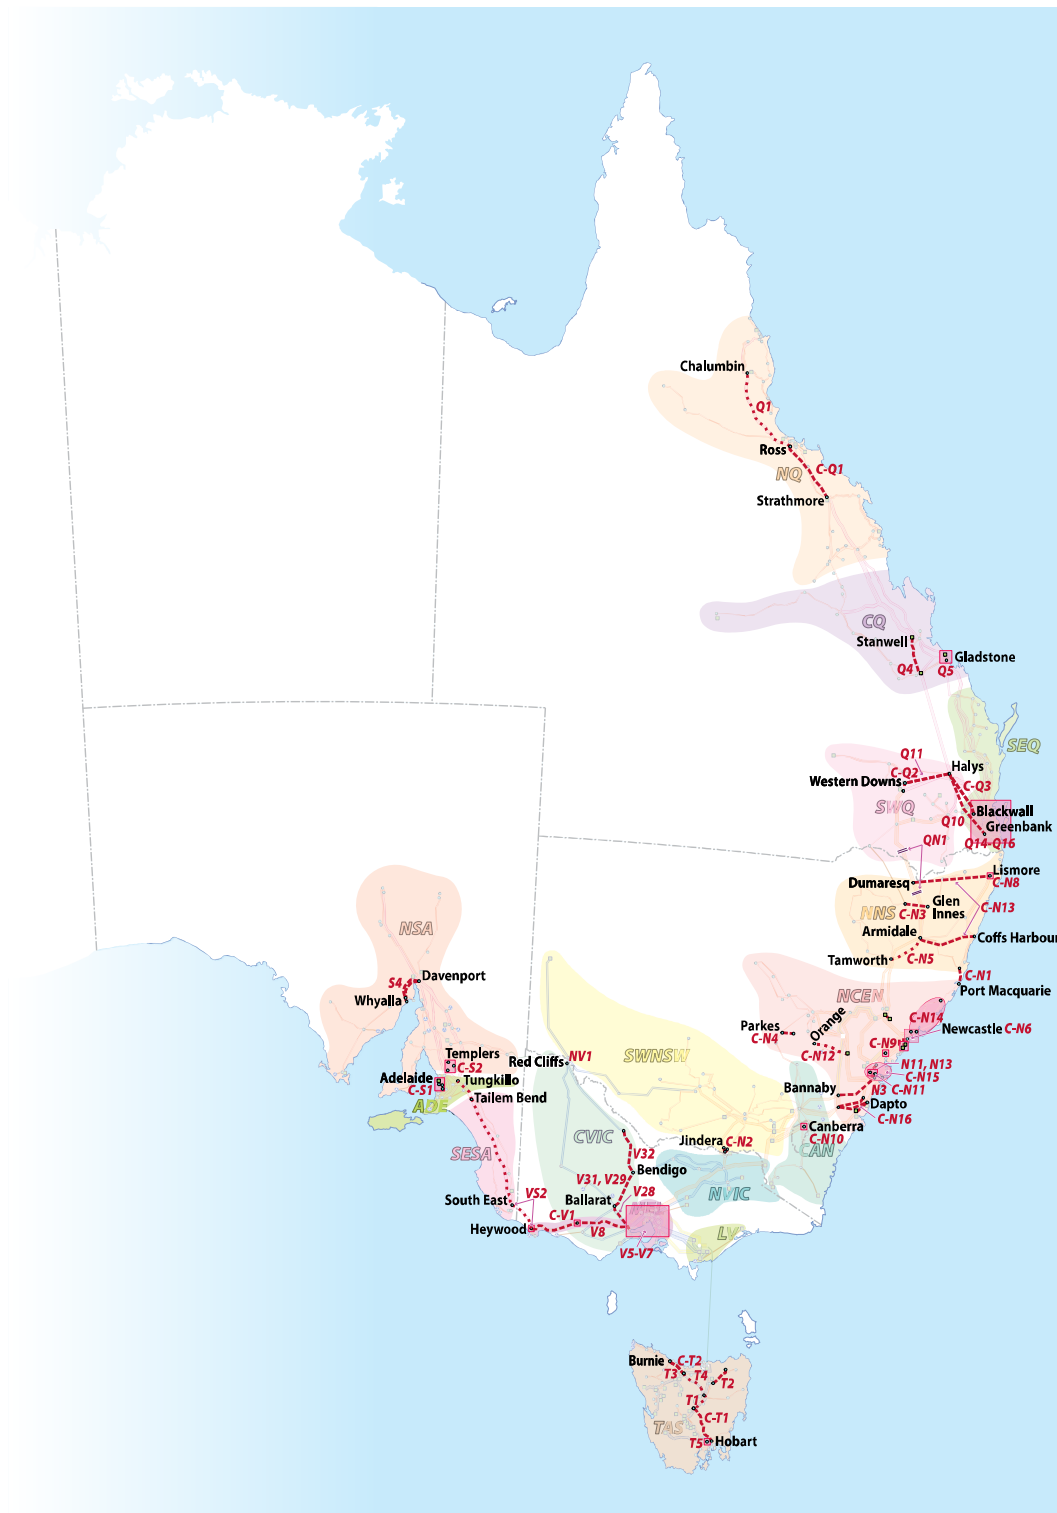 Chalumbin
Q1
Ross
C-Q1
NQ
Strathmore
CQ
Stanwell
Gladstone
Q4
Q5
SEQ
Q11
Halys
C-Q2
Western Downs
C-Q3
SWQ
Blackwall
Q10
Greenbank
QN1
Q14-Q16
Lismore
Dumaresq
C-N8
Glen
Innes
NNS
C-N3
C-N13
Armidale
Coffs Harbour
NSA
Tamworth
C-N5
Davenport
S4
C-N1
Port Macquarie
Whyalla
NCEN
C-N14
Orange
Parkes
Newcastle C-N6
C-N4
C-N9
Templers
SWNSW
C-N12
C-S2
Red Cliffs
NV1
N11, N13
Adelaide
Tungkillo
C-N15
C-S1
Bannaby
N3
C-N11
Tailem Bend
ADE
Dapto
C-N16
Canberra
CVIC
C-N10
Jindera
C-N2
SESA
V32
CAN
Bendigo
V31, V29
NVIC
South East
VS2
Ballarat
V28
C-V1
MEL
Heywood
V8
LV
V5-V7
Burnie
C-T2
T3
T4
T2
T1
C-T1
TAS
T5
Hobart